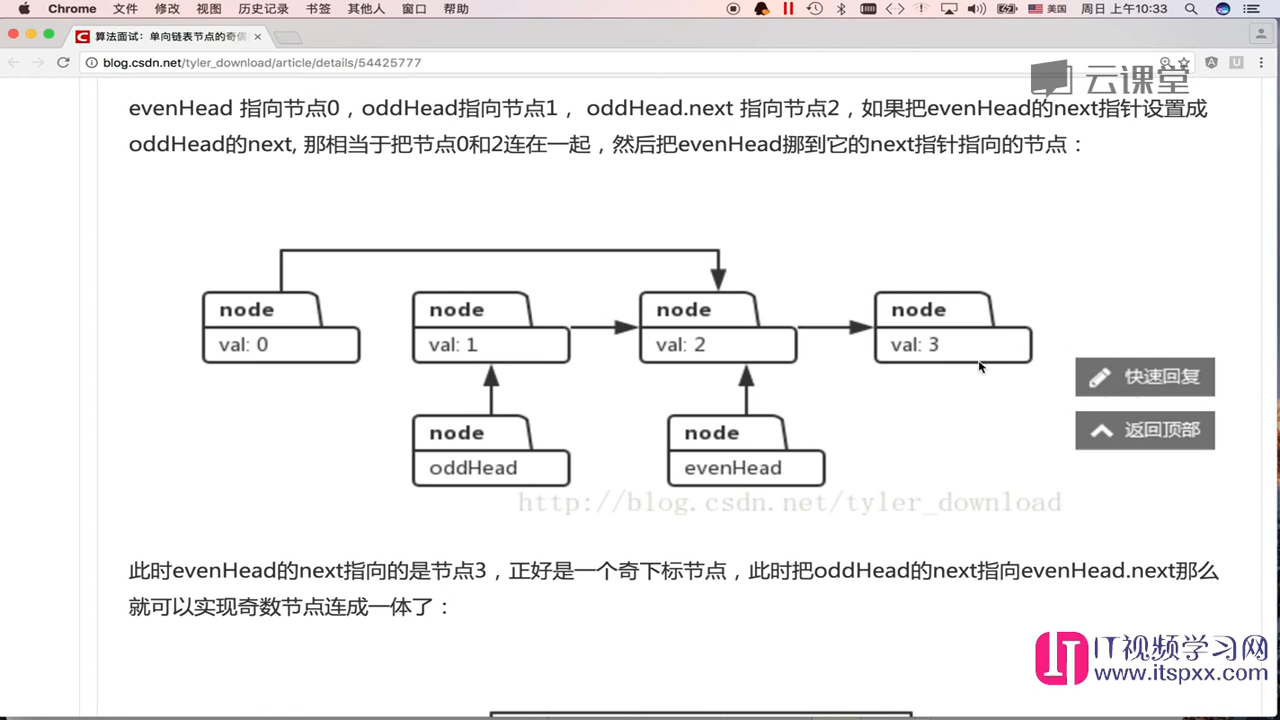 Chrome 文件 修改 视图 历史记录 书签 其他人 窗口 帮助 美国 周日 上午10:33
算法面试：单向链表节点的奇偶
blog.csdn.net/tyler_download/article/details/54425777
云课堂
evenHead 指向节点0，oddHead指向节点1， oddHead.next 指向节点2，如果把evenHead的next指针设置成
oddHead的next, 那相当于把节点0和2连在一起，然后把evenHead挪到它的next指针指向的节点：
node node node node
val: 0 val: 1 val: 2 val: 3
快速回复
返回顶部
node node
oddHead evenHead
http://blog.csdn.net/tyler_download
此时evenHead的next指向的是节点3，正好是一个奇下标节点，此时把oddHead的next指向evenHead.next那么
就可以实现奇数节点连成一体了：
IT IT视频学习网
www.itspxx.com